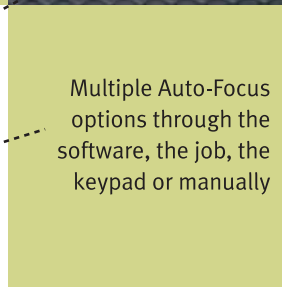 Multiple Auto-Focus
options through the
software, the job, the
keypad or manually